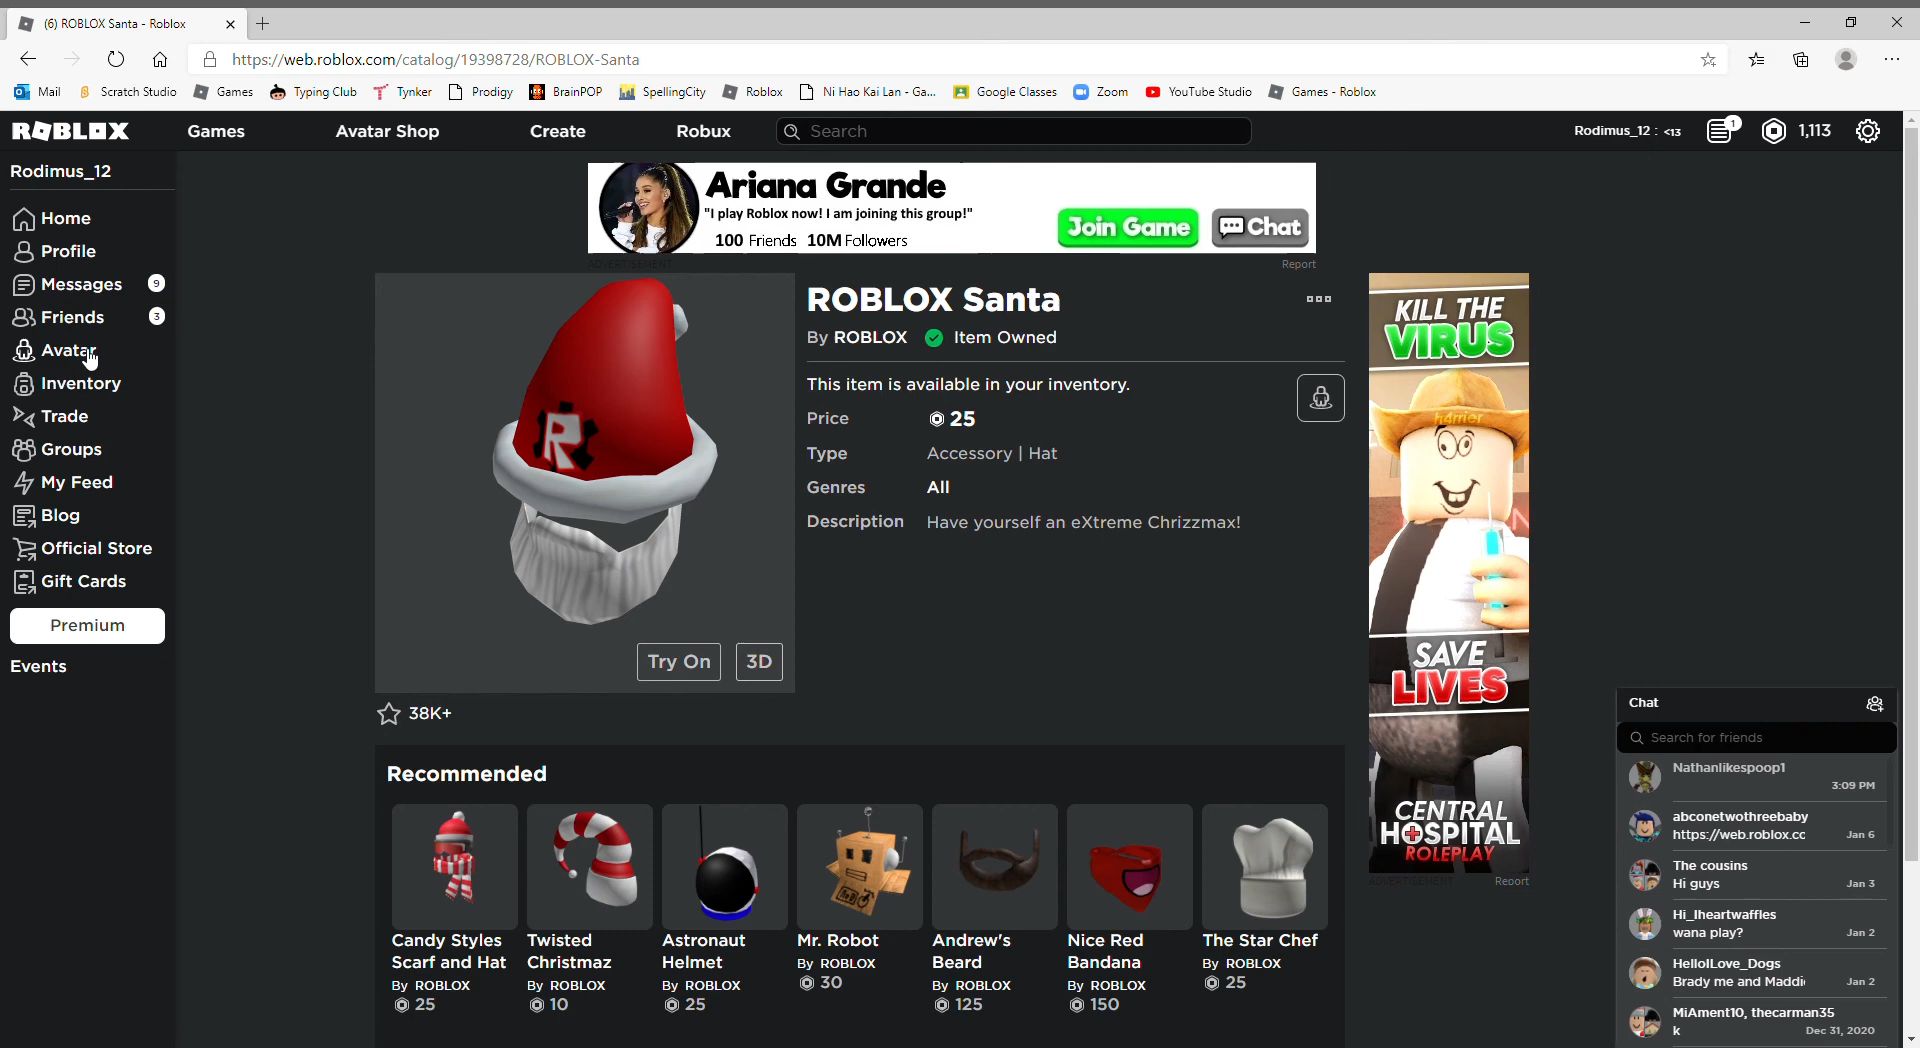 (6) ROBLOX Santa - Roblox
https://web.roblox.com/catalog/19398728/ROBLOX-Santa
Mail Scratch Studio Games Typing Club Tynker Prodigy BrainPOP SpellingCity Roblox Ni Hao Kai Lan - Ga... Google Classes Zoom YouTube Studio Games - Roblox
ROBLOX Games Avatar Shop Create Robux Search Rodimus_12 : <13 1 1,113
Rodimus_12
Home
Profile
Messages 9
Friends 3
Avatar
Inventory
Trade
Groups
My Feed
Blog
Official Store
Gift Cards
Premium
Events
Ariana Grande
"I play Roblox now! I am joining this group!"
100 Friends 10M Followers
Join Game Chat
ADVERTISEMENT Report
R
Try On 3D
38K+
ROBLOX Santa
By ROBLOX Item Owned
This item is available in your inventory.
Price 25
Type Accessory | Hat
Genres All
Description Have yourself an eXtreme Chrizzmax!
KILL THE
VIRUS
h4rrier
SAVE
LIVES
CENTRAL
HOSPITAL
ROLEPLAY
ADVERTISEMENT Report
Recommended
Candy Styles
Scarf and Hat
By ROBLOX
25
Twisted
Christmaz
By ROBLOX
10
Astronaut
Helmet
By ROBLOX
25
Mr. Robot
By ROBLOX
30
Andrew's
Beard
By ROBLOX
125
Nice Red
Bandana
By ROBLOX
150
The Star Chef
By ROBLOX
25
Chat
Search for friends
Nathanlikespoop1
3:09 PM
abconetwothreebaby
https://web.roblox.cc Jan 6
The cousins
Hi guys Jan 3
Hi_Iheartwaffles
wana play? Jan 2
HelloILove_Dogs
Brady me and Maddi Jan 2
MiAment10, thecarman35
k Dec 31, 2020